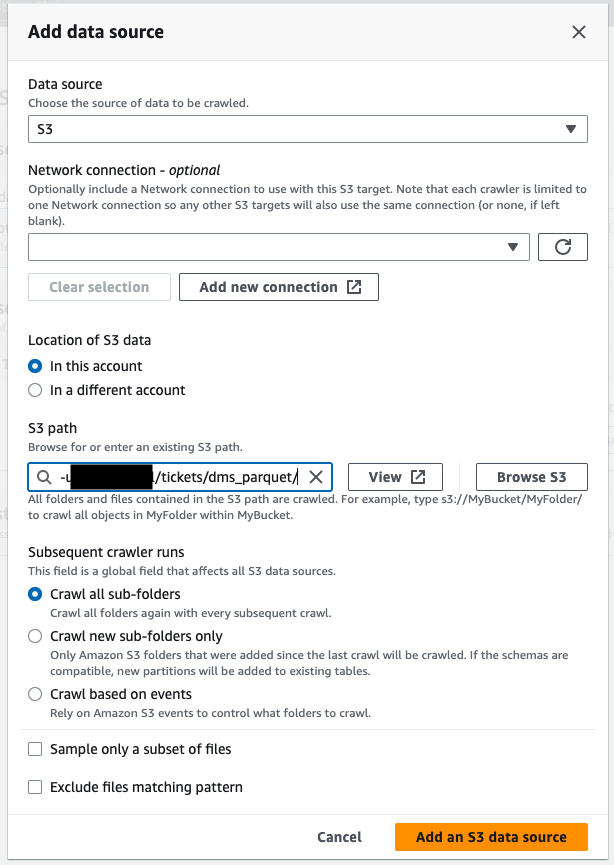 Add data source
Data source
Choose the source of data to be crawled.
S3
Network connection - optional
Optionally include a Network connection to use with this S3 target. Note that each crawler is limited to
one Network connection so any other S3 targets will also use the same connection (or none, if left
blank).
Clear selection
Add new connection
Location of S3 data
In this account
In a different account
S3 path
Browse for or enter an existing S3 path.
/tickets/dms_parquet/
View
Browse S3
All folders and files contained in the S3 path are crawled. For example, type s3://MyBucket/MyFolder/
to crawl all objects in MyFolder within MyBucket.
Subsequent crawler runs
This field is a global field that affects all S3 data sources.
Crawl all sub-folders
Crawl all folders again with every subsequent crawl.
Crawl new sub-folders only
Only Amazon S3 folders that were added since the last crawl will be crawled. If the schemas are
compatible, new partitions will be added to existing tables.
Crawl based on events
Rely on Amazon S3 events to control what folders to crawl.
Sample only a subset of files
Exclude files matching pattern
Cancel
Add an S3 data source